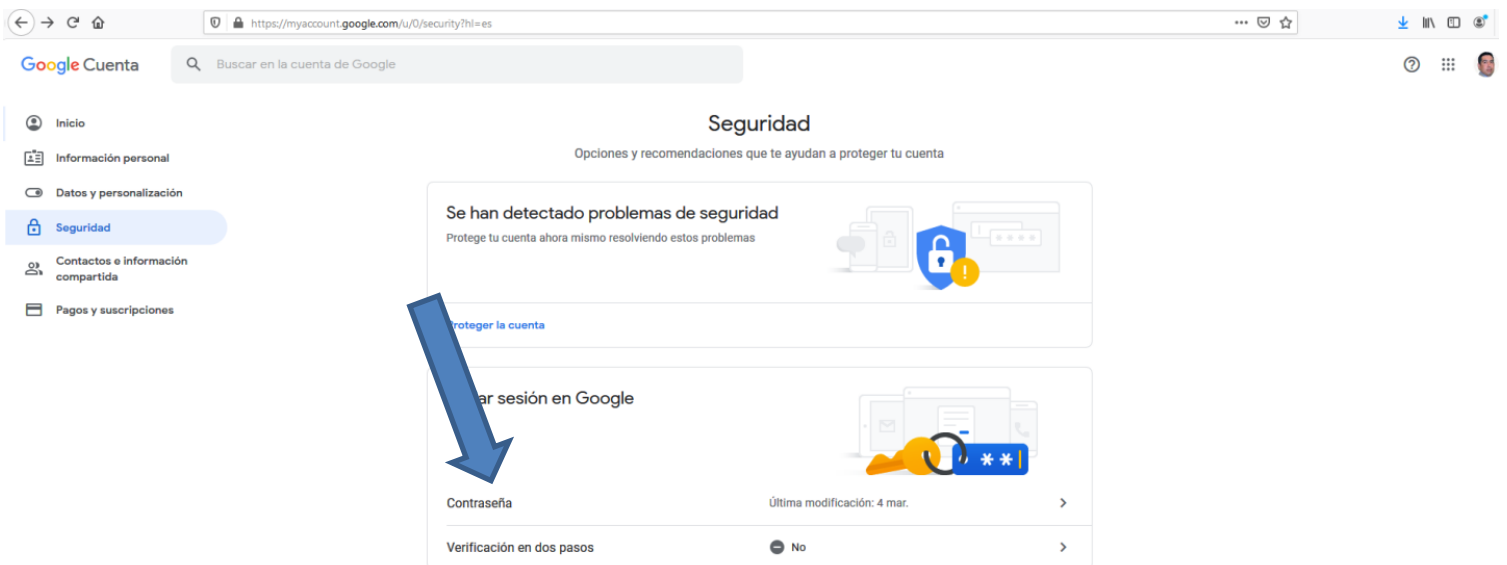 https://myaccount.google.com/u/0/security?hl=es
Google Cuenta
Buscar en la cuenta de Google
Inicio
Información personal
Datos y personalización
Seguridad
Contactos e información
compartida
Pagos y suscripciones
Seguridad
Opciones y recomendaciones que te ayudan a proteger tu cuenta
Se han detectado problemas de seguridad
Protege tu cuenta ahora mismo resolviendo estos problemas
Proteger la cuenta
sesión en Google
Contraseña
Última modificación: 4 mar.
Verificación en dos pasos
No